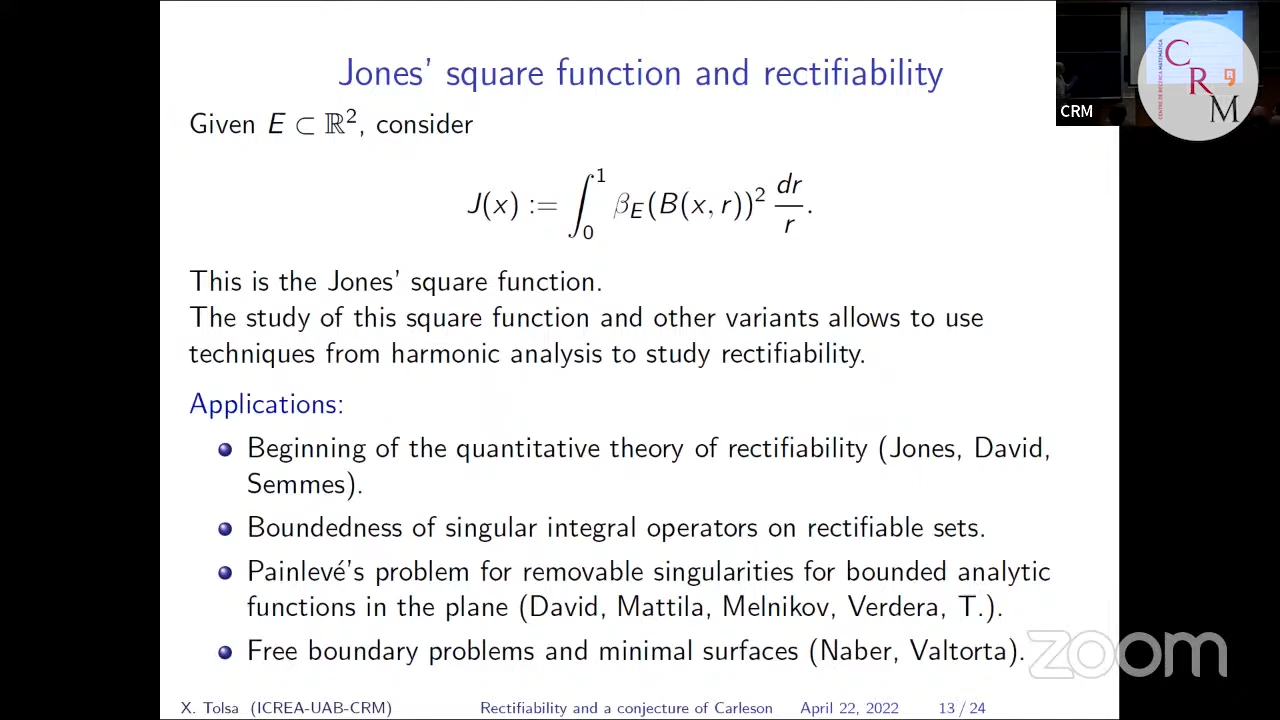 Jones’ square function and rectifiability
Given E ⊂ ℝ², consider
J(x) := ∫₀¹ β_E(B(x, r))² dr/r.
This is the Jones’ square function.
The study of this square function and other variants allows to use
techniques from harmonic analysis to study rectifiability.
Applications:
Beginning of the quantitative theory of rectifiability (Jones, David,
Semmes).
Boundedness of singular integral operators on rectifiable sets.
Painlevé’s problem for removable singularities for bounded analytic
functions in the plane (David, Mattila, Melnikov, Verdera, T.).
Free boundary problems and minimal surfaces (Naber, Valtorta).
X. Tolsa (ICREA-UAB-CRM) Rectifiability and a conjecture of Carleson April 22, 2022 13 / 24
CRM
CENTRE DE RECERCA MATEMÀTICA
C
R
M
zoom